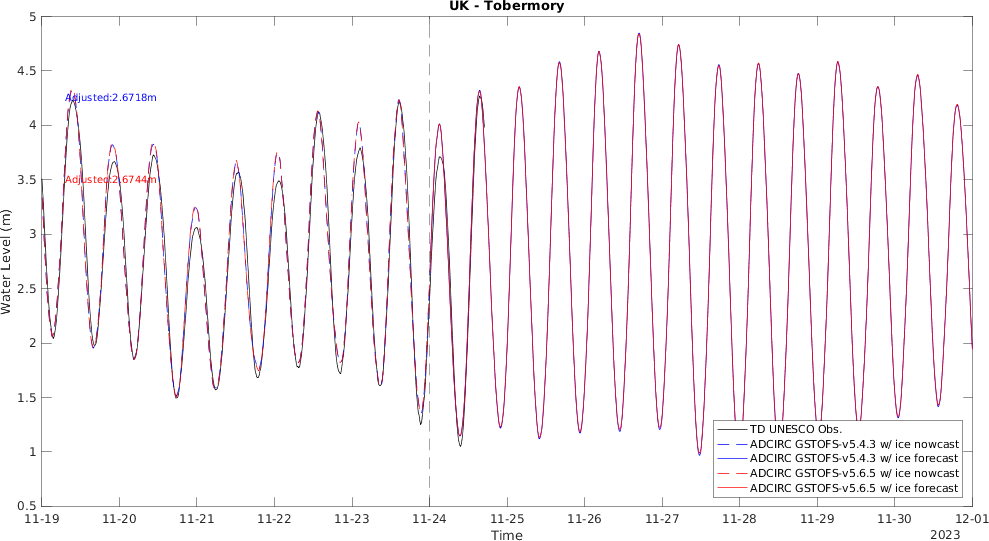 UK - Tobermory
5
4.5
4
3.5
3
2.5
2
1.5
1
0.5
Water Level (m)
Adjusted:2.6718m
Adjusted:2.6744m
TD UNESCO Obs.
ADCIRC GSTOFS-v5.4.3 w/ ice nowcast
ADCIRC GSTOFS-v5.4.3 w/ ice forecast
ADCIRC GSTOFS-v5.6.5 w/ ice nowcast
ADCIRC GSTOFS-v5.6.5 w/ ice forecast
11-19 11-20 11-21 11-22 11-23 11-24 11-25 11-26 11-27 11-28 11-29 11-30 12-01
Time
2023